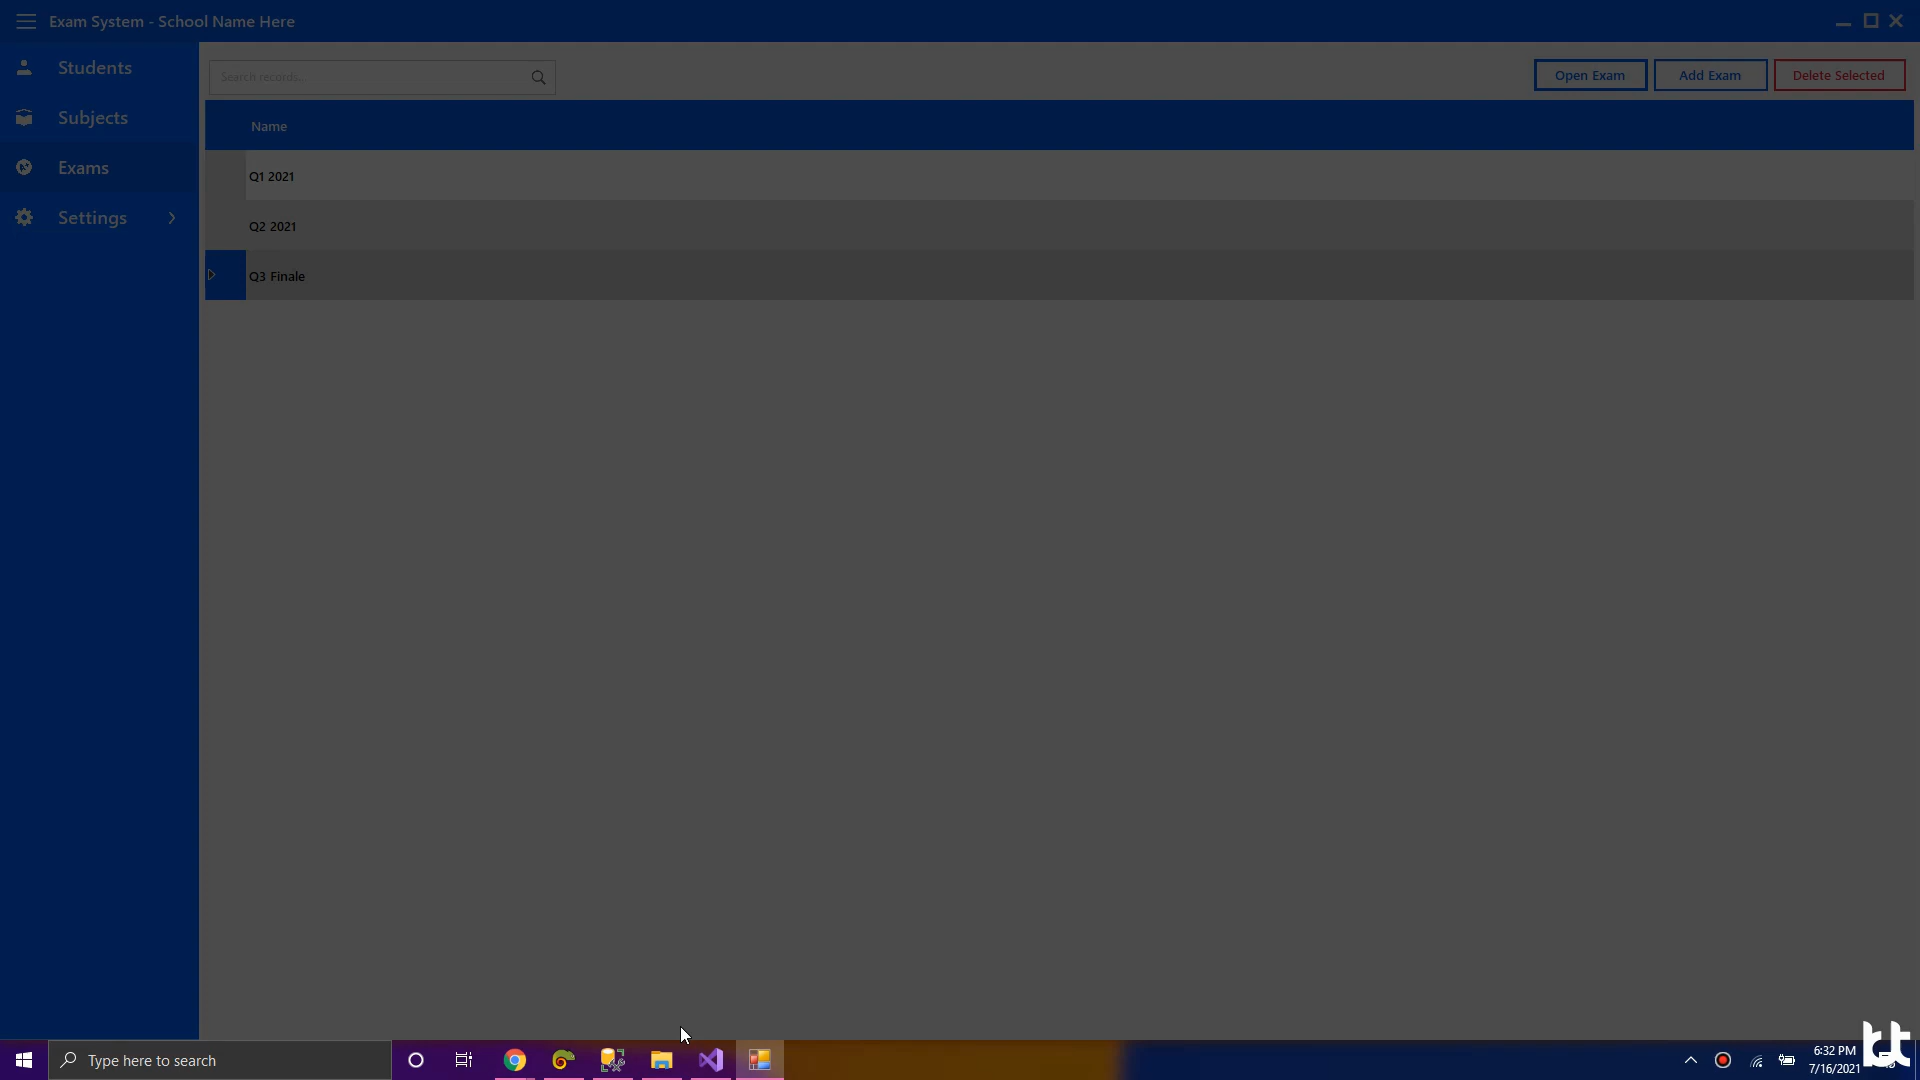 Exam System - School Name Here
Students
Subjects
Exams
Settings
Search records...
Open Exam
Add Exam
Delete Selected
Name
Q1 2021
Q2 2021
Q3 Finale
Type here to search
6:32 PM
7/16/2021